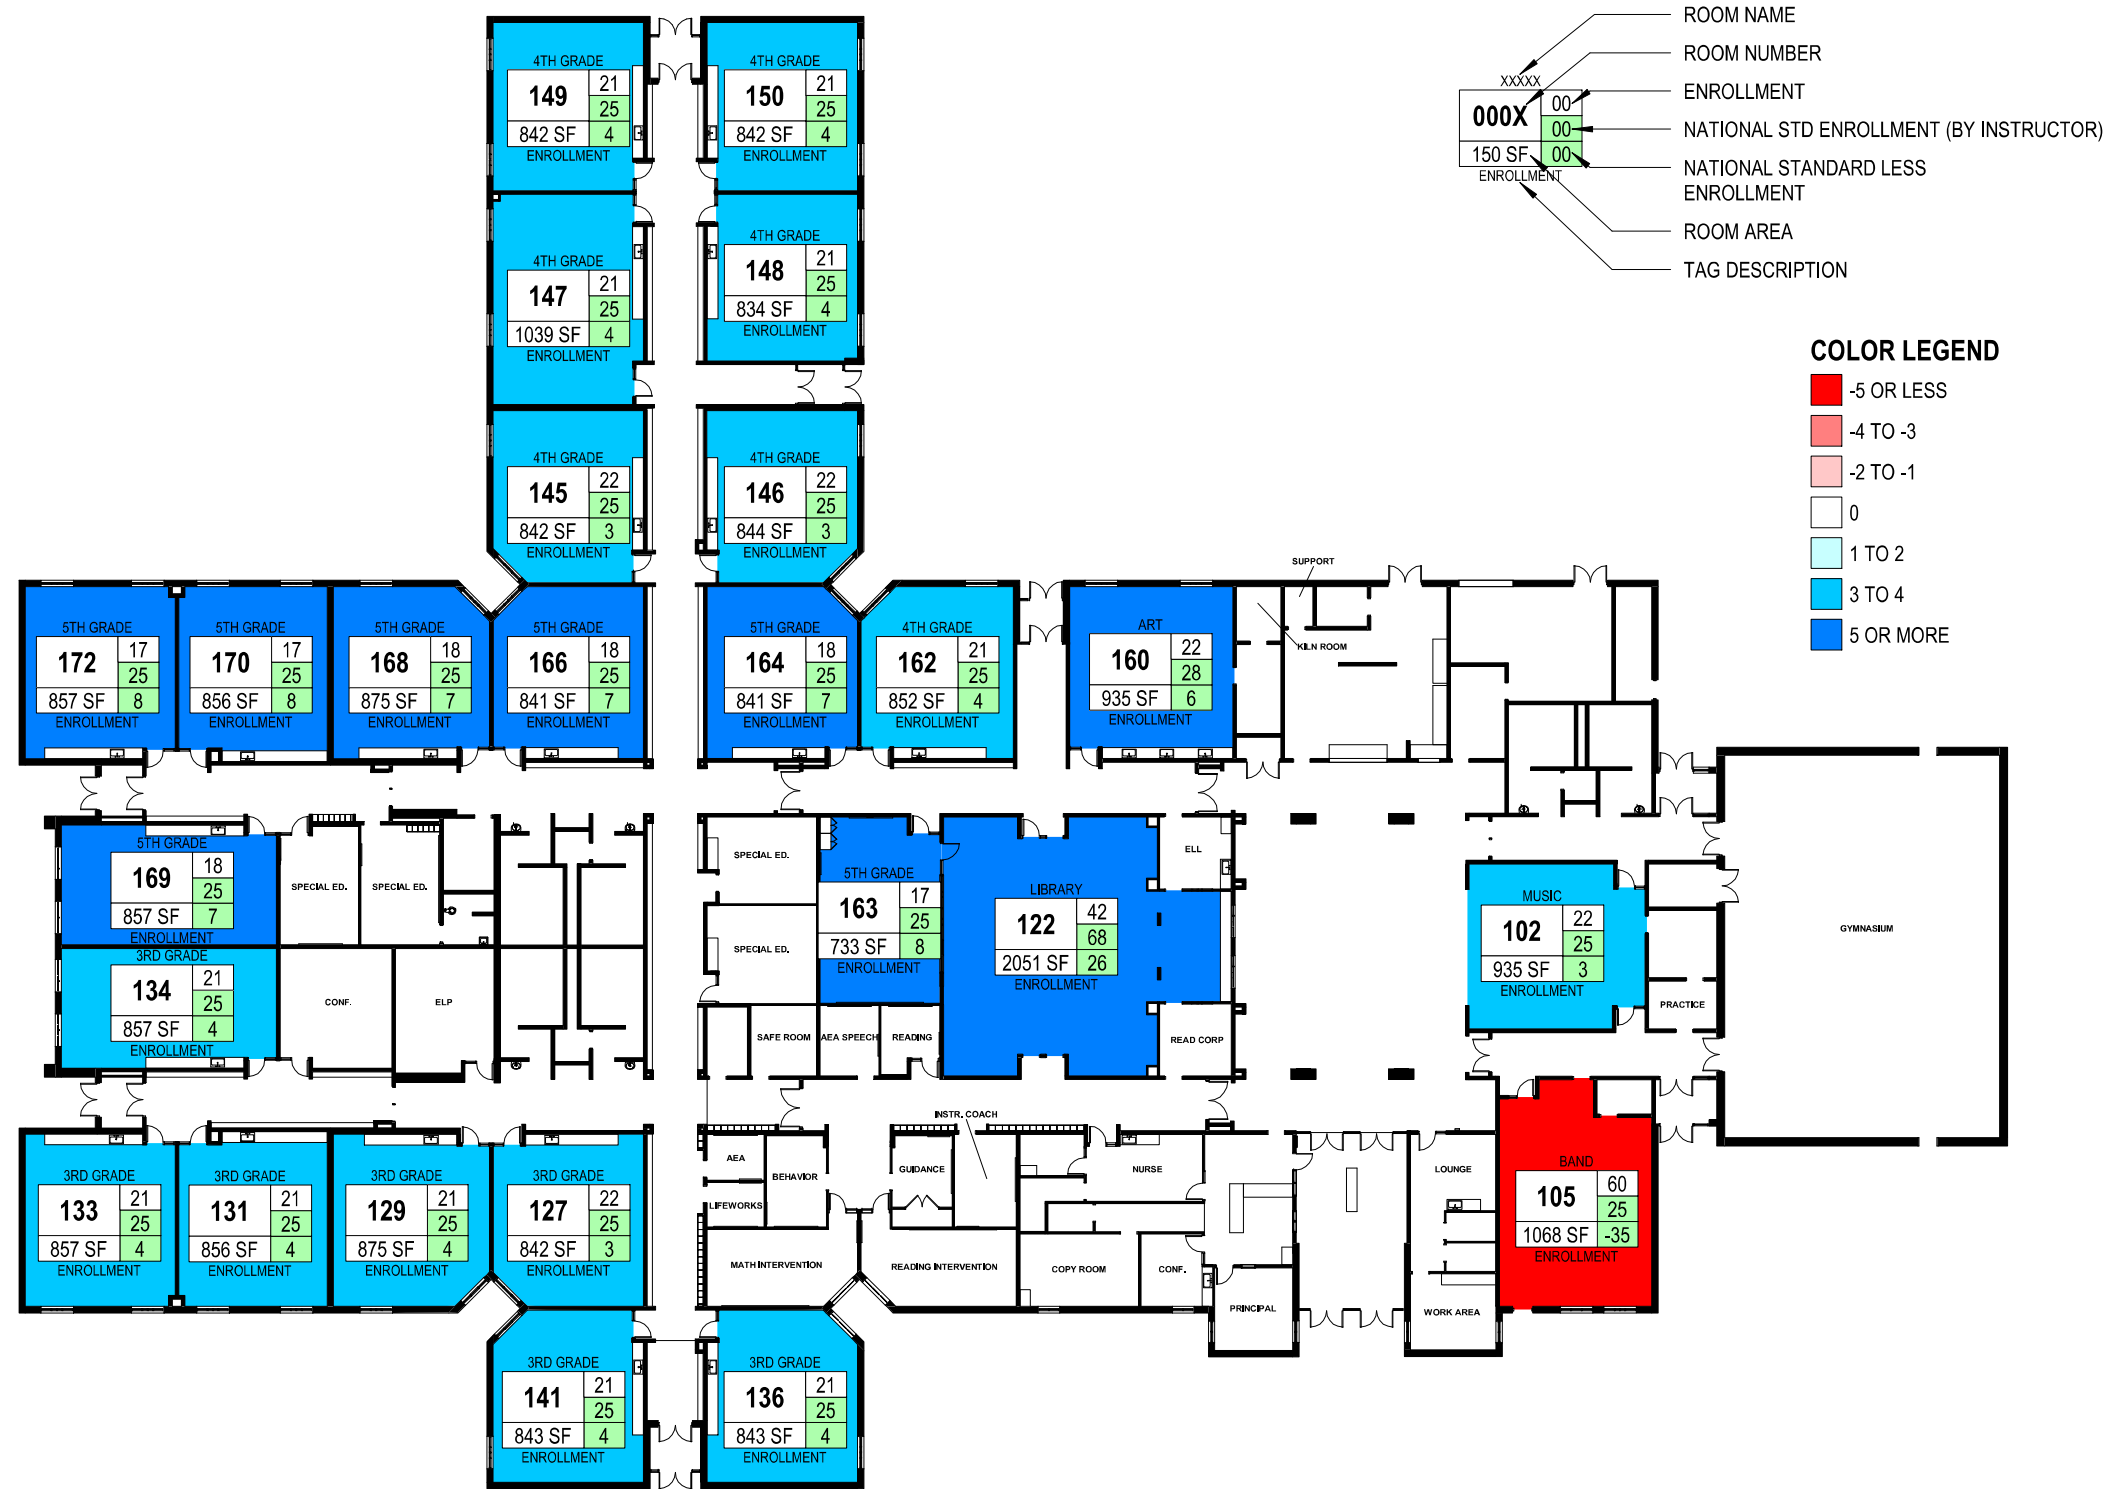 ROOM NAME
ROOM NUMBER
XXXXX
ENROLLMENT
000X
00
00
NATIONAL STD ENROLLMENT (BY INSTRUCTOR)
150 SF
00
NATIONAL STANDARD LESS
ENROLLMENT
ENROLLMENT
ROOM AREA
TAG DESCRIPTION
COLOR LEGEND
-5 OR LESS
-4 TO -3
-2 TO -1
0
1 TO 2
3 TO 4
5 OR MORE
4TH GRADE
149
21
25
842 SF
4
ENROLLMENT
4TH GRADE
150
21
25
842 SF
4
ENROLLMENT
4TH GRADE
147
21
25
1039 SF
4
ENROLLMENT
4TH GRADE
148
21
25
834 SF
4
ENROLLMENT
4TH GRADE
145
22
25
842 SF
3
ENROLLMENT
4TH GRADE
146
22
25
844 SF
3
ENROLLMENT
5TH GRADE
172
17
25
857 SF
8
ENROLLMENT
5TH GRADE
170
17
25
856 SF
8
ENROLLMENT
5TH GRADE
168
18
25
875 SF
7
ENROLLMENT
5TH GRADE
166
18
25
841 SF
7
ENROLLMENT
5TH GRADE
164
18
25
841 SF
7
ENROLLMENT
4TH GRADE
162
21
25
852 SF
4
ENROLLMENT
ART
160
22
28
935 SF
6
ENROLLMENT
SUPPORT
KILN ROOM
5TH GRADE
169
18
25
857 SF
7
ENROLLMENT
SPECIAL ED.
SPECIAL ED.
SPECIAL ED.
SPECIAL ED.
5TH GRADE
163
17
25
733 SF
8
ENROLLMENT
LIBRARY
122
42
68
2051 SF
26
ENROLLMENT
ELL
MUSIC
102
22
25
935 SF
3
ENROLLMENT
GYMNASIUM
PRACTICE
3RD GRADE
134
21
25
857 SF
4
ENROLLMENT
CONF.
ELP
SAFE ROOM
AEA SPEECH
READING
READ CORP
INSTR. COACH
3RD GRADE
133
21
25
857 SF
4
ENROLLMENT
3RD GRADE
131
21
25
856 SF
4
ENROLLMENT
3RD GRADE
129
21
25
875 SF
4
ENROLLMENT
3RD GRADE
127
22
25
842 SF
3
ENROLLMENT
AEA
BEHAVIOR
LIFEWORKS
GUIDANCE
NURSE
LOUNGE
BAND
105
60
25
1068 SF
-35
ENROLLMENT
MATH INTERVENTION
READING INTERVENTION
COPY ROOM
CONF.
PRINCIPAL
WORK AREA
3RD GRADE
141
21
25
843 SF
4
ENROLLMENT
3RD GRADE
136
21
25
843 SF
4
ENROLLMENT